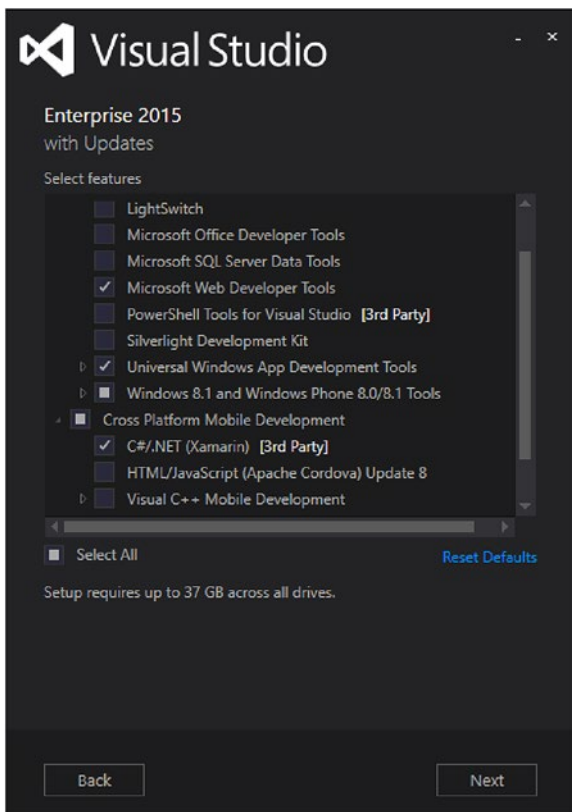 Visual Studio
Enterprise 2015
with Updates
Select features
LightSwitch
Microsoft Office Developer Tools
Microsoft SQL Server Data Tools
Microsoft Web Developer Tools
PowerShell Tools for Visual Studio [3rd Party]
Silverlight Development Kit
Universal Windows App Development Tools
Windows 8.1 and Windows Phone 8.0/8.1 Tools
Cross Platform Mobile Development
C#/.NET (Xamarin) [3rd Party]
HTML/JavaScript (Apache Cordova) Update 8
Visual C++ Mobile Development
Select All Reset Defaults
Setup requires up to 37 GB across all drives.
Back Next